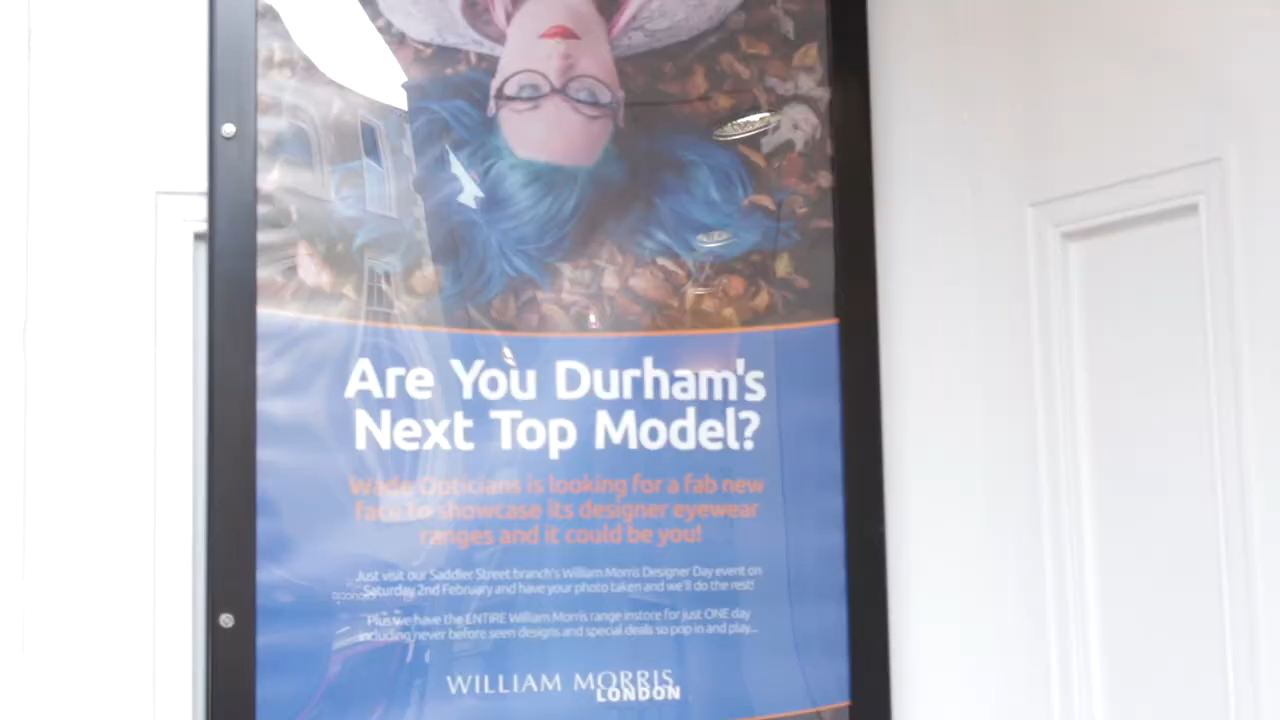 Are You Durham's
Next Top Model?
Wade Opticians is looking for a fab new
face to showcase its designer eyewear
ranges and it could be you!
Just visit our Saddler Street branch's William Morris Designer Day event on
Saturday 2nd February and have your photo taken and we'll do the rest!
Plus we have the ENTIRE William Morris range instore for just ONE day
including never before seen designs and special deals so pop in and play...
WILLIAM MORRIS
LONDON